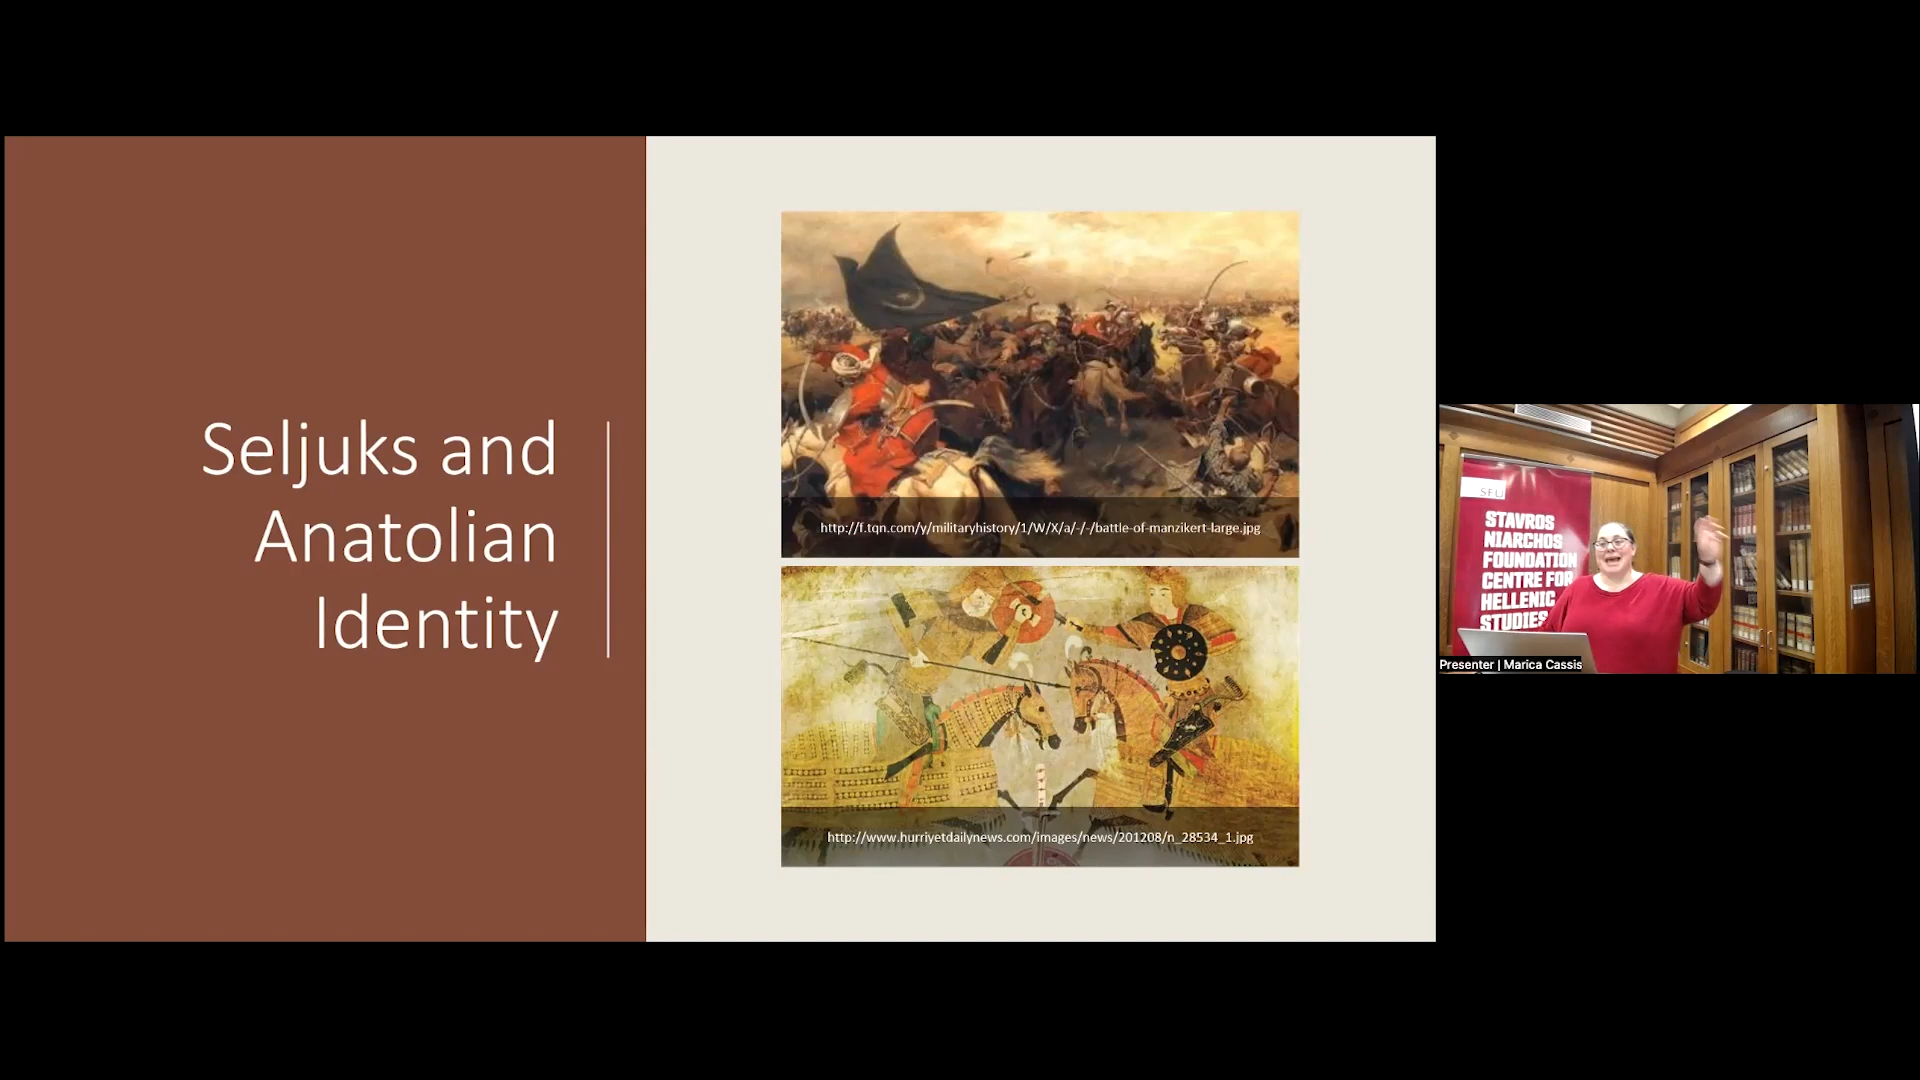 Seljuks and
Anatolian
Identity
http://f.tqn.com/y/militaryhistory/1/W/X/a/-/-/battle-of-manzikert-large.jpg
http://www.hurriyetdailynews.com/images/news/201208/n_28534_1.jpg
SFU
STAVROS
NIARCHOS
FOUNDATION
CENTRE FOR
HELLENIC
STUDIES
Presenter | Marica Cassis